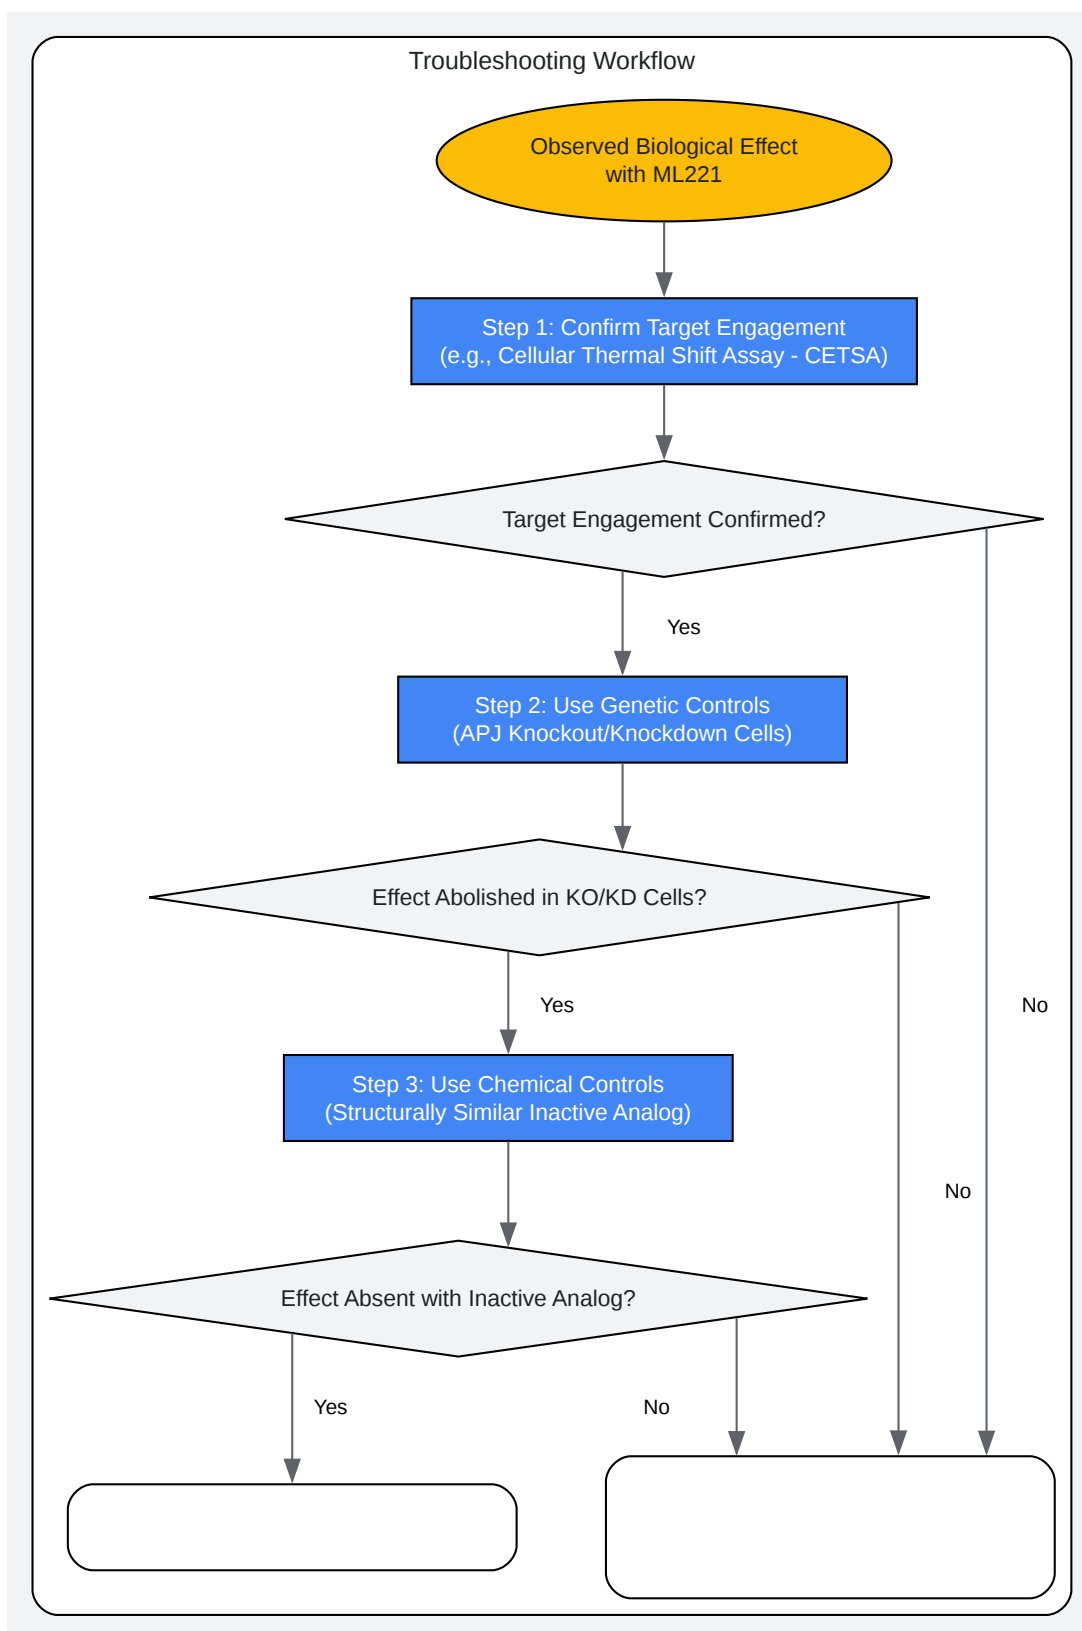 Troubleshooting Workflow
Observed Biological Effect
with ML221
Step 1: Confirm Target Engagement
(e.g., Cellular Thermal Shift Assay - CETSA)
Target Engagement Confirmed?
Yes
Step 2: Use Genetic Controls
(APJ Knockout/Knockdown Cells)
Effect Abolished in KO/KD Cells?
Yes
No
Step 3: Use Chemical Controls
(Structurally Similar Inactive Analog)
No
Effect Absent with Inactive Analog?
Yes
No